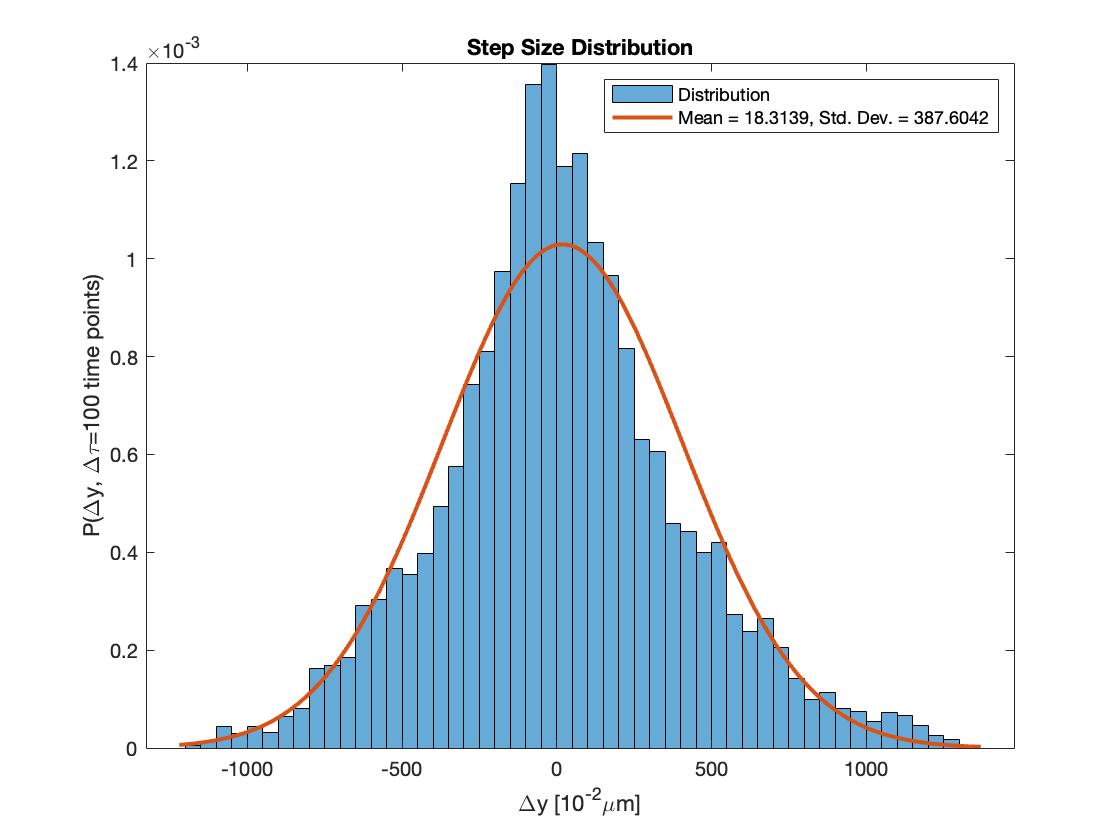 Step Size Distribution
×10⁻³
1.4
1.2
1
0.8
0.6
0.4
0.2
0
P(Δy, Δτ=100 time points)
Distribution
Mean = 18.3139, Std. Dev. = 387.6042
-1000 -500 0 500 1000
Δy [10⁻²μm]